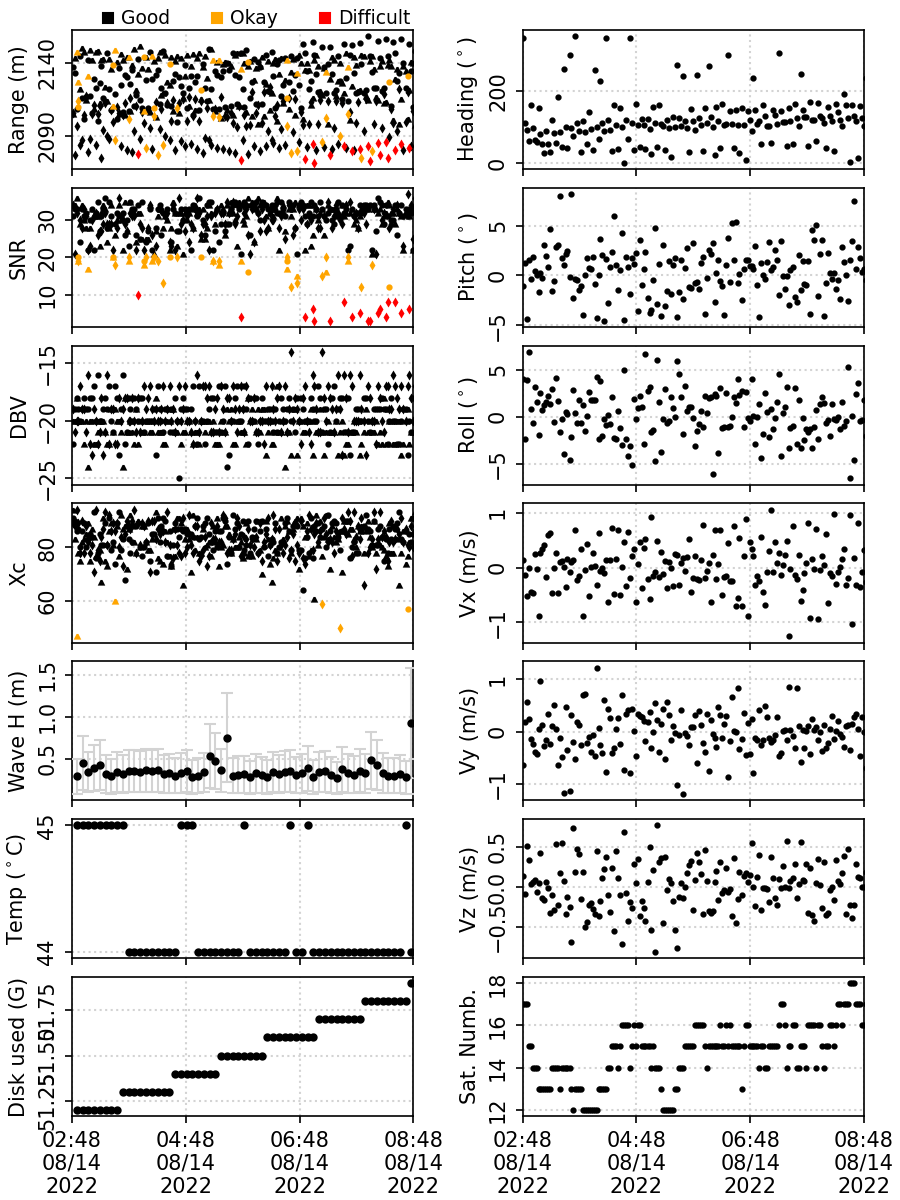 Good Okay Difficult
Range (m)
2140
2090
Heading (°)
200
0
SNR
30
20
10
Pitch (°)
5
0
−5
DBV
−15
−20
−25
Roll (°)
5
0
−5
Xc
80
60
Vx (m/s)
1
0
−1
Wave H (m)
1.5
1.0
0.5
Vy (m/s)
1
0
−1
Temp (°C)
45
44
Vz (m/s)
0.5
0.0
−0.5
Disk used (G)
51.75
51.50
51.25
Sat. Numb.
18
16
14
12
02:48 04:48 06:48 08:48 02:48 04:48 06:48 08:48
08/14 08/14 08/14 08/14 08/14 08/14 08/14 08/14
2022 2022 2022 2022 2022 2022 2022 2022